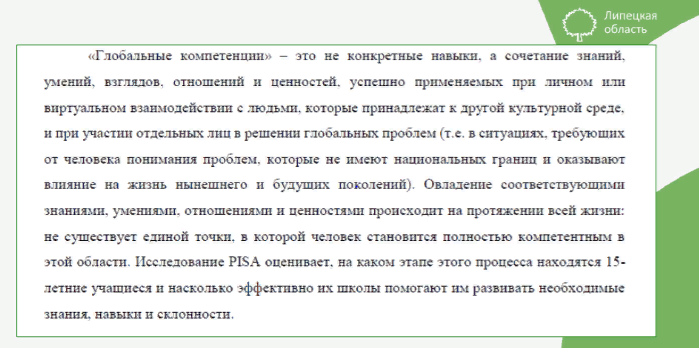 Липецкая
область
«Глобальные компетенции» – это не конкретные навыки, а сочетание знаний,
умений, взглядов, отношений и ценностей, успешно применяемых при личном или
виртуальном взаимодействии с людьми, которые принадлежат к другой культурной среде,
и при участии отдельных лиц в решении глобальных проблем (т.е. в ситуациях, требующих
от человека понимания проблем, которые не имеют национальных границ и оказывают
влияние на жизнь нынешнего и будущих поколений). Овладение соответствующими
знаниями, умениями, отношениями и ценностями происходит на протяжении всей жизни:
не существует единой точки, в которой человек становится полностью компетентным в
этой области. Исследование PISA оценивает, на каком этапе этого процесса находятся 15-
летние учащиеся и насколько эффективно их школы помогают им развивать необходимые
знания, навыки и склонности.